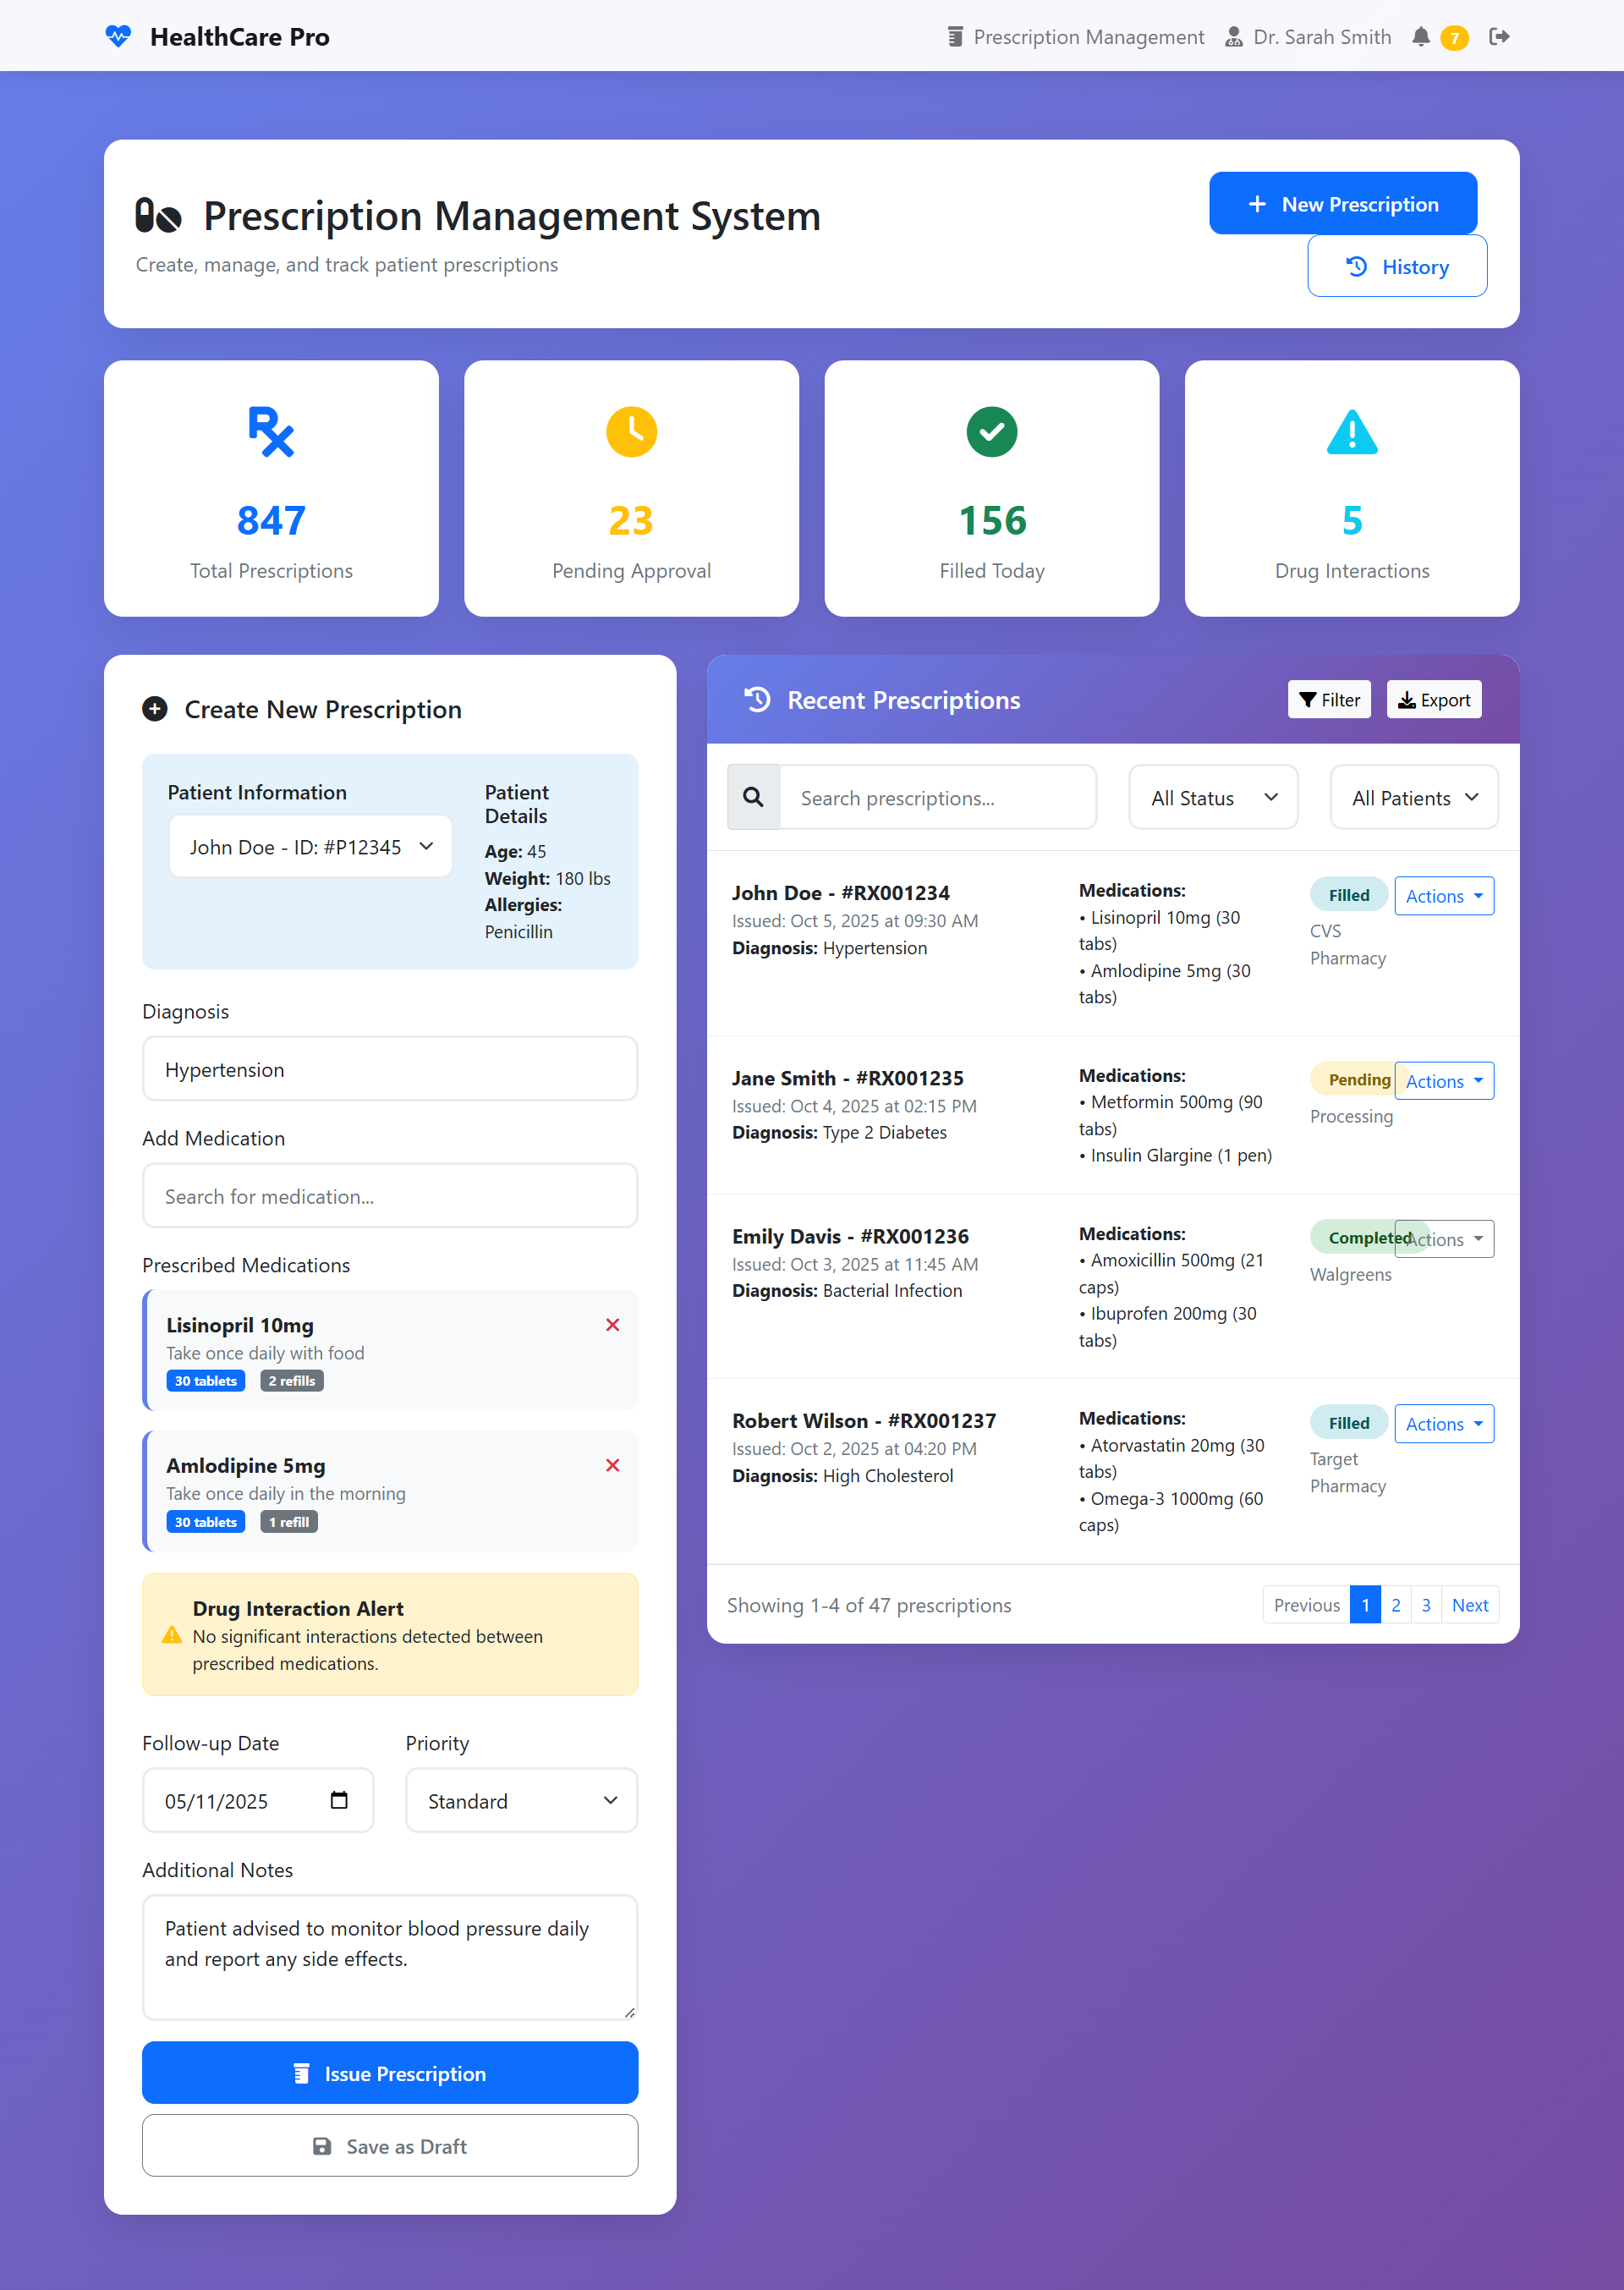 HealthCare Pro
Prescription Management
Dr. Sarah Smith
7
Prescription Management System
Create, manage, and track patient prescriptions
New Prescription
History
847
Total Prescriptions
23
Pending Approval
156
Filled Today
5
Drug Interactions
Create New Prescription
Patient Information
John Doe - ID: #P12345
Patient
Details
Age: 45
Weight: 180 lbs
Allergies:
Penicillin
Diagnosis
Hypertension
Add Medication
Search for medication...
Prescribed Medications
Lisinopril 10mg
Take once daily with food
30 tablets
2 refills
Amlodipine 5mg
Take once daily in the morning
30 tablets
1 refill
Drug Interaction Alert
No significant interactions detected between
prescribed medications.
Follow-up Date
05/11/2025
Priority
Standard
Additional Notes
Patient advised to monitor blood pressure daily
and report any side effects.
Issue Prescription
Save as Draft
Recent Prescriptions
Filter
Export
Search prescriptions...
All Status
All Patients
John Doe - #RX001234
Issued: Oct 5, 2025 at 09:30 AM
Diagnosis: Hypertension
Medications:
• Lisinopril 10mg (30
tabs)
• Amlodipine 5mg (30
tabs)
Filled
CVS
Pharmacy
Actions
Jane Smith - #RX001235
Issued: Oct 4, 2025 at 02:15 PM
Diagnosis: Type 2 Diabetes
Medications:
• Metformin 500mg (90
tabs)
• Insulin Glargine (1 pen)
Pending
Processing
Actions
Emily Davis - #RX001236
Issued: Oct 3, 2025 at 11:45 AM
Diagnosis: Bacterial Infection
Medications:
• Amoxicillin 500mg (21
caps)
• Ibuprofen 200mg (30
tabs)
Completed
Walgreens
Actions
Robert Wilson - #RX001237
Issued: Oct 2, 2025 at 04:20 PM
Diagnosis: High Cholesterol
Medications:
• Atorvastatin 20mg (30
tabs)
• Omega-3 1000mg (60
caps)
Filled
Target
Pharmacy
Actions
Showing 1-4 of 47 prescriptions
Previous 1 2 3 Next